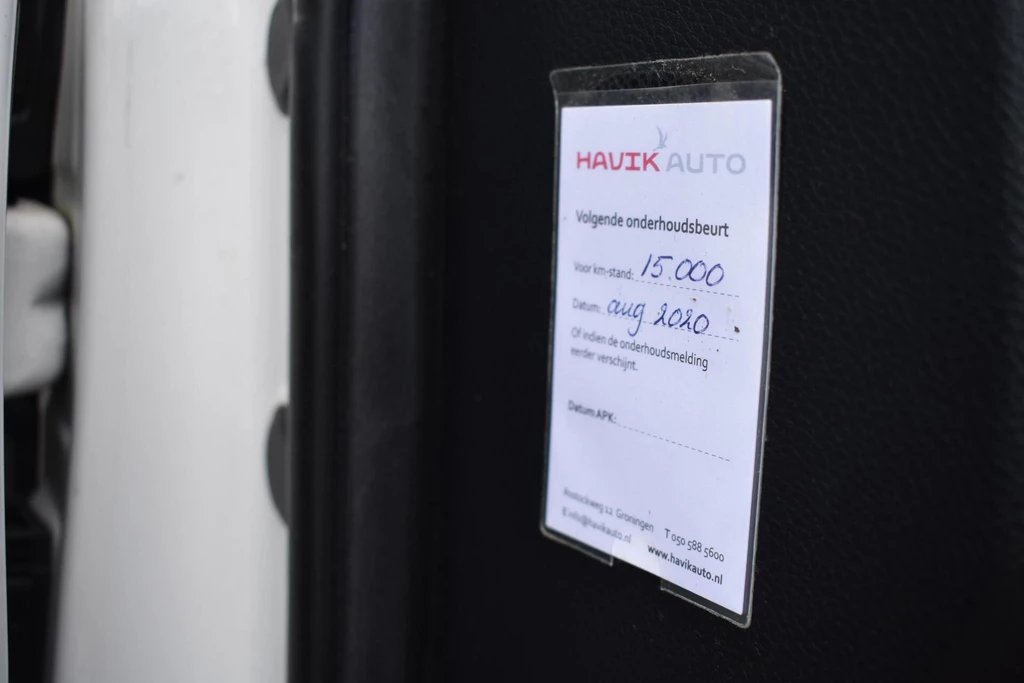 HAVIK AUTO
Volgende onderhoudsbeurt
Voor km-stand: 15.000
Datum: aug 2020
Of indien de onderhoudsmelding
eerder verschijnt.
Datum APK:
12 Groningen T 050 588 5600
E info@havikauto.nl www.havikauto.nl